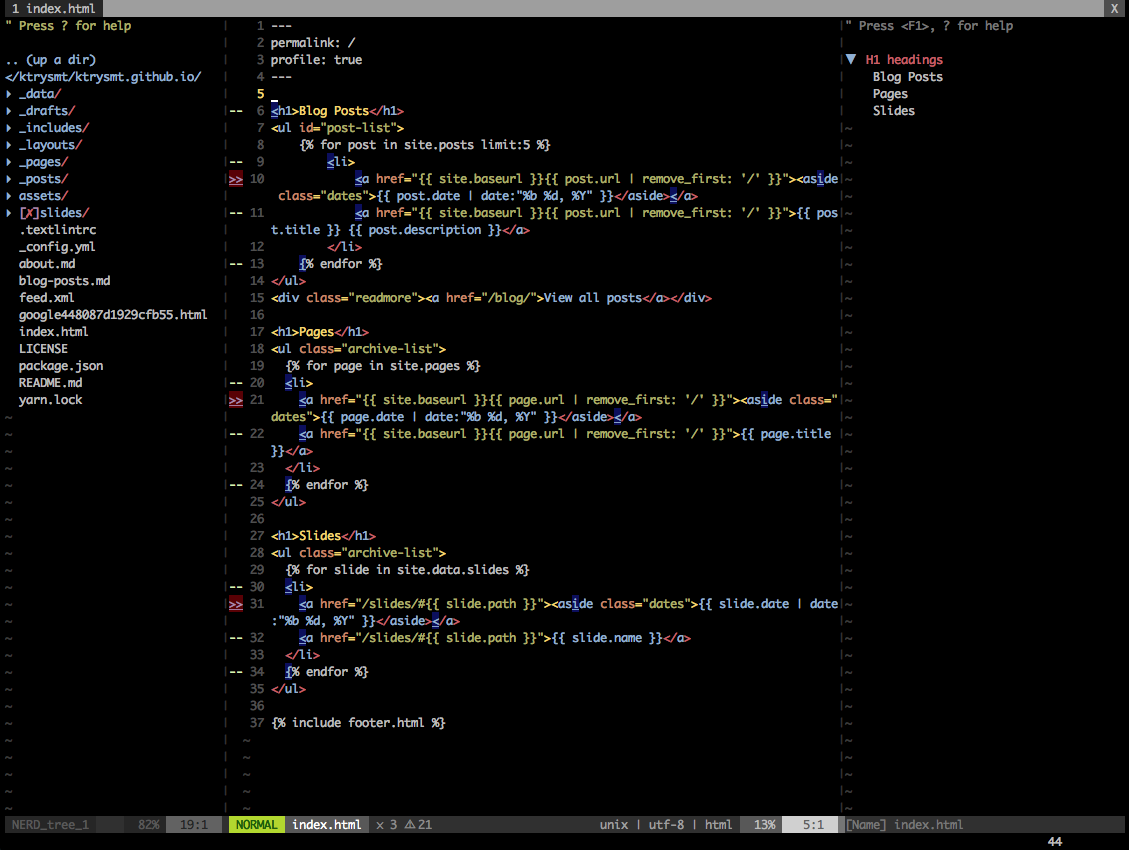 1 index.html X
" Press ? for help
.. (up a dir)
</ktrysmt/ktrysmt.github.io/
▸ _data/
▸ _drafts/
▸ _includes/
▸ _layouts/
▸ _pages/
▸ _posts/
▸ assets/
▸ [✗]slides/
.textlintrc
_config.yml
about.md
blog-posts.md
feed.xml
google448087d1929cfb55.html
index.html
LICENSE
package.json
README.md
yarn.lock
1 ---
2 permalink: /
3 profile: true
4 ---
5
-- 6 <h1>Blog Posts</h1>
7 <ul id="post-list">
8 {% for post in site.posts limit:5 %}
-- 9 <li>
>> 10 <a href="{{ site.baseurl }}{{ post.url | remove_first: '/' }}"><aside
class="dates">{{ post.date | date:"%b %d, %Y" }}</aside></a>
-- 11 <a href="{{ site.baseurl }}{{ post.url | remove_first: '/' }}">{{ pos
t.title }} {{ post.description }}</a>
12 </li>
-- 13 {% endfor %}
14 </ul>
15 <div class="readmore"><a href="/blog/">View all posts</a></div>
16
17 <h1>Pages</h1>
18 <ul class="archive-list">
19 {% for page in site.pages %}
-- 20 <li>
>> 21 <a href="{{ site.baseurl }}{{ page.url | remove_first: '/' }}"><aside class="
dates">{{ page.date | date:"%b %d, %Y" }}</aside></a>
-- 22 <a href="{{ site.baseurl }}{{ page.url | remove_first: '/' }}">{{ page.title
}}</a>
23 </li>
-- 24 {% endfor %}
25 </ul>
26
27 <h1>Slides</h1>
28 <ul class="archive-list">
29 {% for slide in site.data.slides %}
-- 30 <li>
>> 31 <a href="/slides/#{{ slide.path }}"><aside class="dates">{{ slide.date | date
:"%b %d, %Y" }}</aside></a>
-- 32 <a href="/slides/#{{ slide.path }}">{{ slide.name }}</a>
33 </li>
-- 34 {% endfor %}
35 </ul>
36
37 {% include footer.html %}
" Press <F1>, ? for help
▼ H1 headings
Blog Posts
Pages
Slides
NERD_tree_1 82% 19:1
NORMAL index.html × 3 ⚠21 unix | utf-8 | html 13% 5:1
[Name] index.html
44